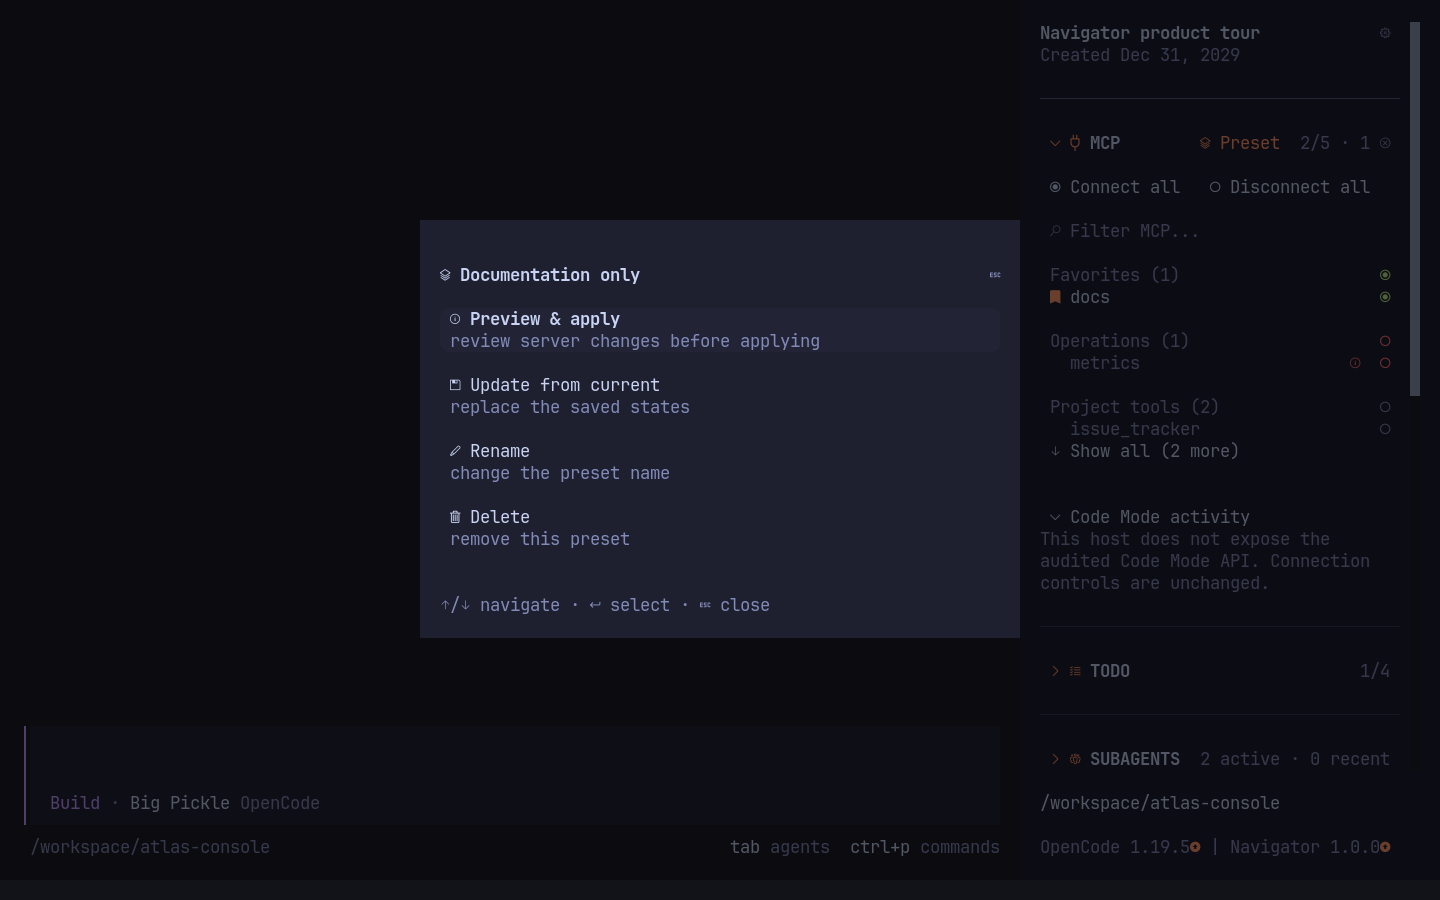 Navigator product tour
Created Dec 31, 2029
MCP Preset 2/5 · 1
Connect all Disconnect all
Filter MCP...
Favorites (1)
docs
Operations (1)
metrics
Project tools (2)
issue_tracker
↓ Show all (2 more)
Code Mode activity
This host does not expose the
audited Code Mode API. Connection
controls are unchanged.
TODO 1/4
SUBAGENTS 2 active · 0 recent
/workspace/atlas-console
OpenCode 1.19.5 | Navigator 1.0.0
Documentation only ESC
Preview & apply
review server changes before applying
Update from current
replace the saved states
Rename
change the preset name
Delete
remove this preset
↑/↓ navigate · ↵ select · ESC close
Build · Big Pickle OpenCode
/workspace/atlas-console tab agents ctrl+p commands